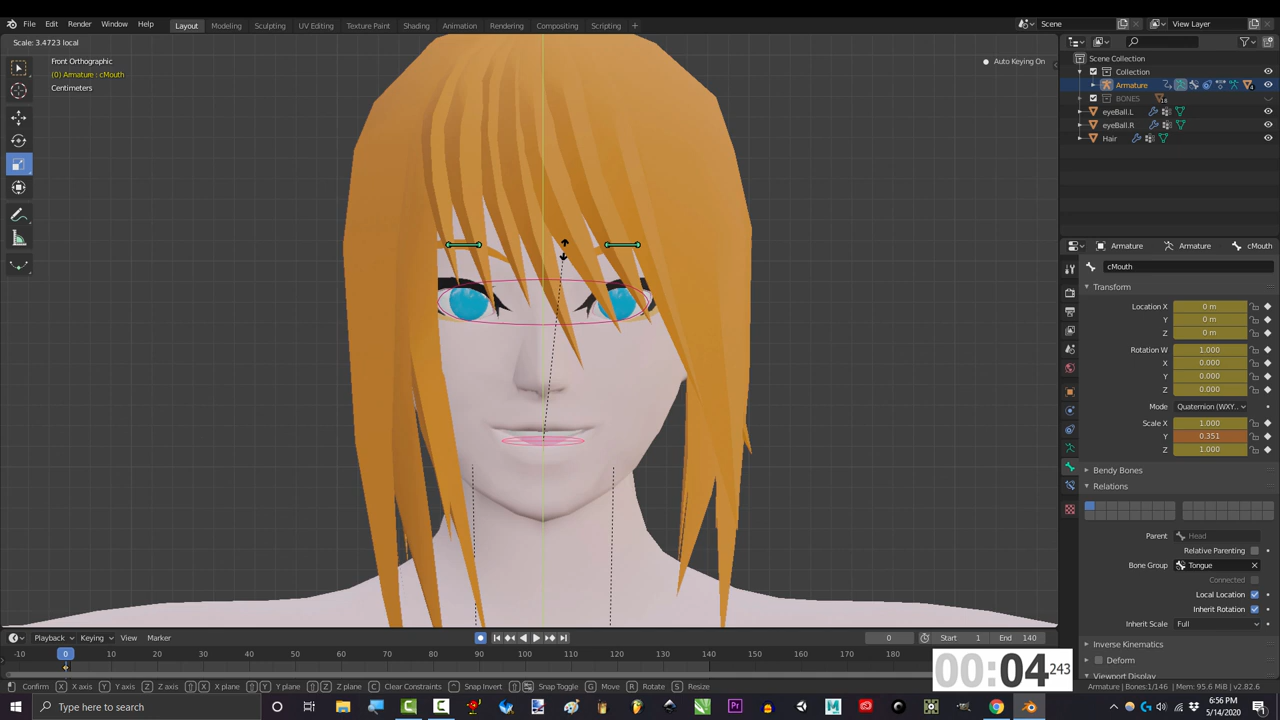 File Edit Render Window Help Layout Modeling Sculpting UV Editing Texture Paint Shading Animation Rendering Compositing Scripting + Scene View Layer
Scale: 3.4723 local
Front Orthographic
(0) Armature : cMouth
Centimeters
Auto Keying On
Scene Collection
Collection
Armature
BONES
eyeBall.L
eyeBall.R
Hair
Armature Armature cMouth
cMouth
Transform
Location X 0 m
Y 0 m
Z 0 m
Rotation W 1.000
X 0.000
Y 0.000
Z 0.000
Mode Quaternion (WXY..
Scale X 1.000
Y 0.351
Z 1.000
Bendy Bones
Relations
Parent Head
Relative Parenting
Bone Group Tongue
Connected
Local Location
Inherit Rotation
Inherit Scale Full
Inverse Kinematics
Deform
Viewport Display
Playback Keying View Marker 0 Start 1 End 140
-10 0 10 20 30 40 50 60 70 80 90 100 110 120 130 140 150 160 170 180
00:04 243
Confirm X X axis Y Y axis Z Z axis X X plane Y Y plane Z Z plane C Clear Constraints Snap Invert Snap Toggle G Move R Rotate S Resize
Armature | Bones:1/146 | Mem: 95.6 MiB | v2.82.6
Type here to search
6:56 PM
5/14/2020